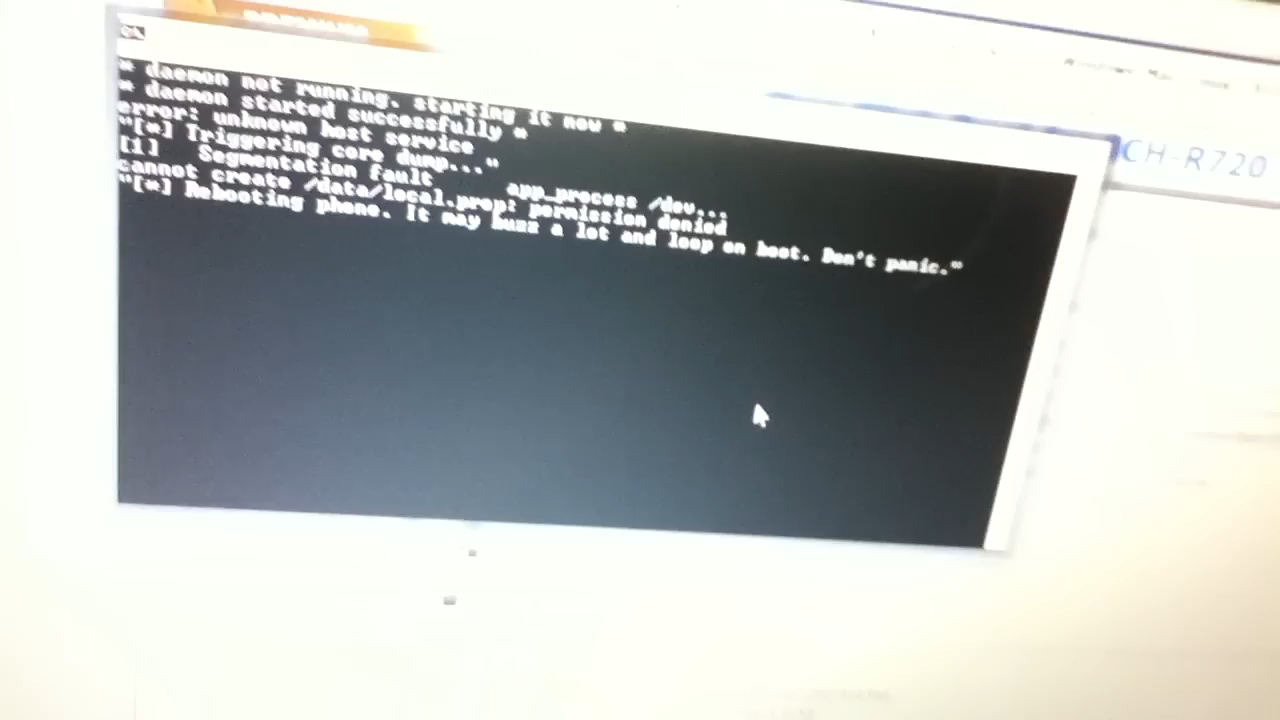 * daemon not running. starting it now *
* daemon started successfully *
error: unknown host service
"[*] Triggering core dump..."
[1]   Segmentation fault      app_process /dev...
cannot create /data/local.prop: permission denied
"[*] Rebooting phone. It may buzz a lot and loop on boot. Don't panic."
CH-R720